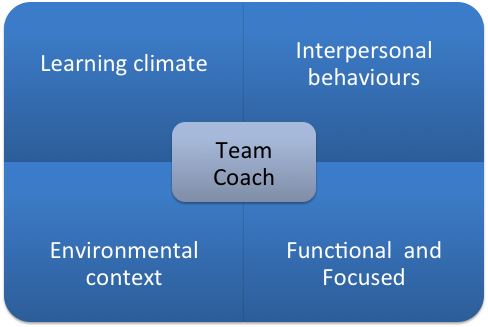 Learning climate
Interpersonal
behaviours
Team
Coach
Environmental
context
Functional  and
Focused